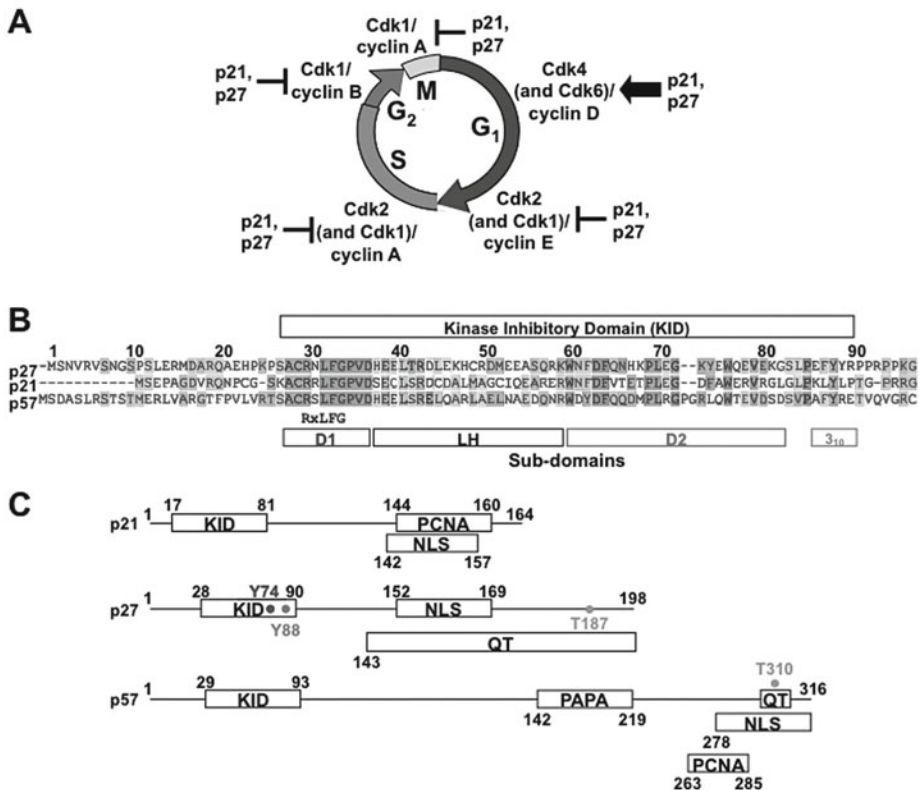 A
Cdk1/
cyclin A
p21,
p27
p21,
p27
Cdk1/
cyclin B
M
G2
G1
S
Cdk4
(and Cdk6)/
cyclin D
p21,
p27
p21,
p27
Cdk2
(and Cdk1)/
cyclin A
Cdk2
(and Cdk1)/
cyclin E
p21,
p27
B
Kinase Inhibitory Domain (KID)
1 10 20 30 40 50 60 70 80 90
p27 -MSNVRVSNGSPSLERMDARQAEHPKPSACRNLFGPVDHEELTRDLEKHCRDMEEASQRKWNFDFQNHKPLEG--KYEWQEVEKGSLPEFYYRPPRPPKG
p21 -----------MSEPAGDVRQNPCG-SKACRRLFGPVDSEQLSRDCDALMAGCIQEARERWNFDFVTETPLEG--DFAWERVRGLGLPKLYLPTG-PRRG
p57 MSDASLRSTSTMERLVARGTFPVLVRTSACRSLFGPVDHEELSRELQARLAELNAEDQNRWDYDFQQDMPLRGPGRLQWTEVDSDSVPAFYRETVQVGRC
RxLFG
D1 LH D2 3₁₀
Sub-domains
C
p21 1 17 KID 81 144 PCNA 160 164
142 NLS 157
p27 1 28 KID Y74 90 152 NLS 169 198
Y88 T187
143 QT
T310
p57 1 29 KID 93 PAPA QT 316
142 219
NLS
278
PCNA
263 285